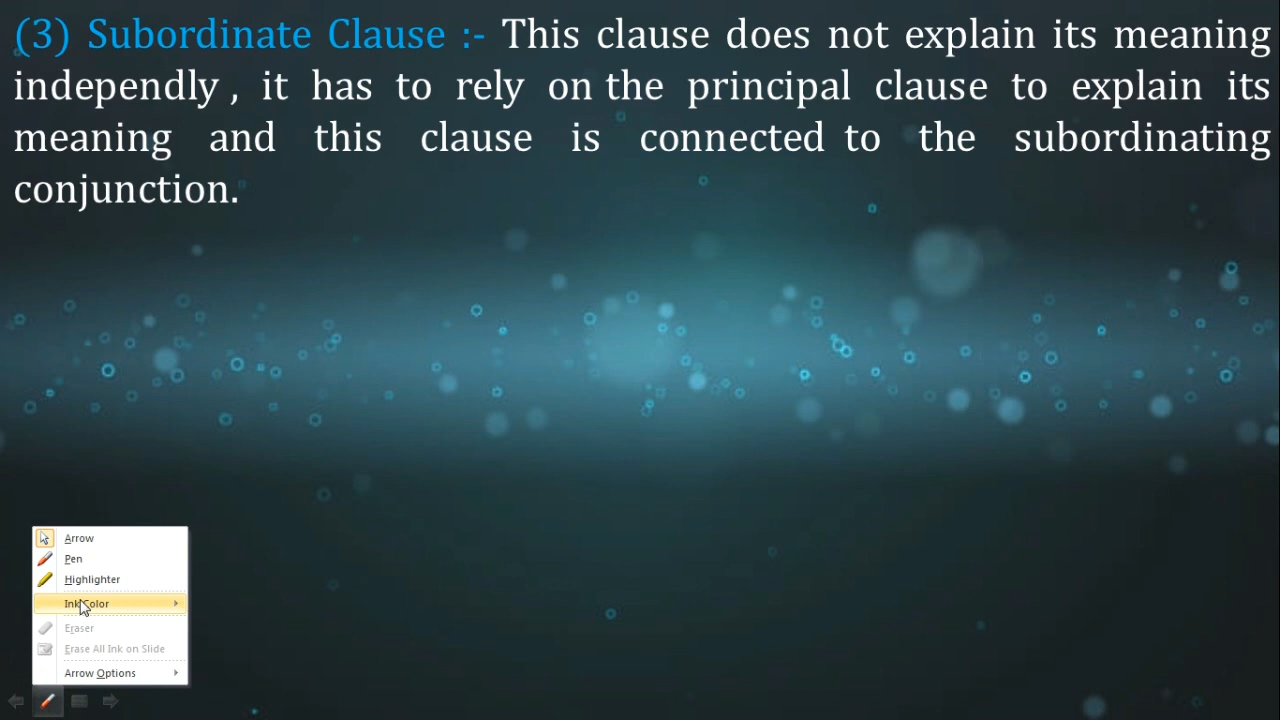 (3) Subordinate Clause :- This clause does not explain its meaning
independly , it has to rely on the principal clause to explain its
meaning and this clause is connected to the subordinating
conjunction.
Arrow
Pen
Highlighter
Ink Color
Eraser
Erase All Ink on Slide
Arrow Options